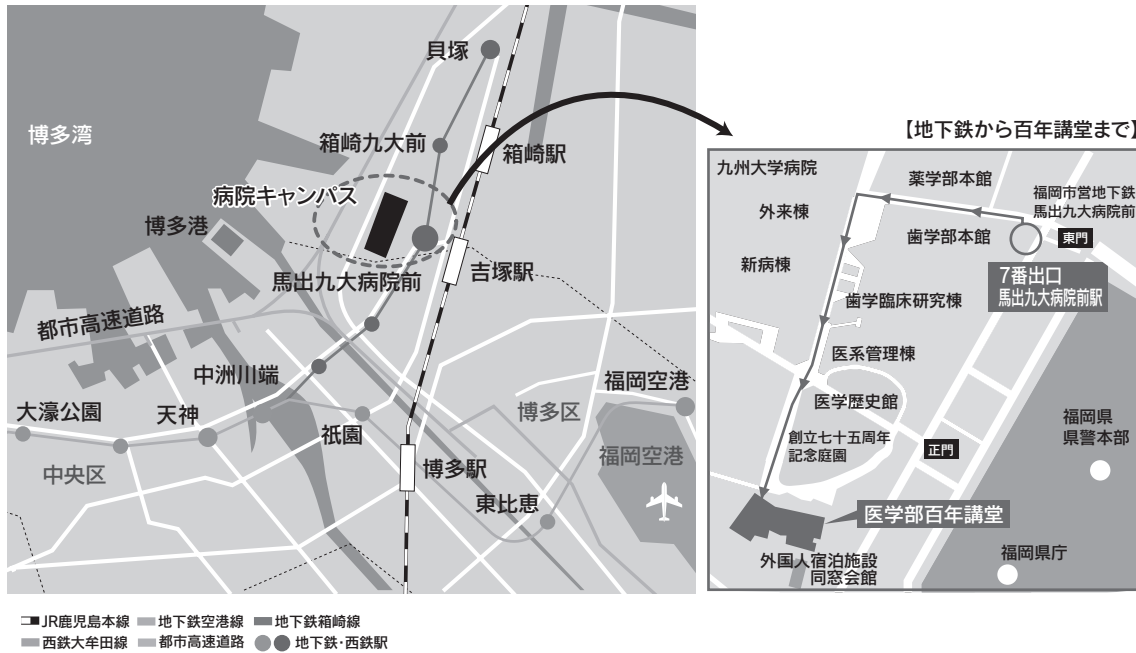 貝塚
博多湾
箱崎九大前
箱崎駅
病院キャンパス
博多港
馬出九大病院前
吉塚駅
都市高速道路
中洲川端
福岡空港
大濠公園
天神
祇園
博多区
中央区
博多駅
福岡空港
東比恵
JR鹿児島本線
地下鉄空港線
地下鉄箱崎線
西鉄大牟田線
都市高速道路
地下鉄・西鉄駅
【地下鉄から百年講堂まで】
九州大学病院
薬学部本館
福岡市営地下鉄
馬出九大病院前
外来棟
歯学部本館
東門
新病棟
7番出口
馬出九大病院前駅
歯学臨床研究棟
医系管理棟
医学歴史館
福岡県
県警本部
創立七十五周年
記念庭園
正門
医学部百年講堂
外国人宿泊施設
同窓会館
福岡県庁